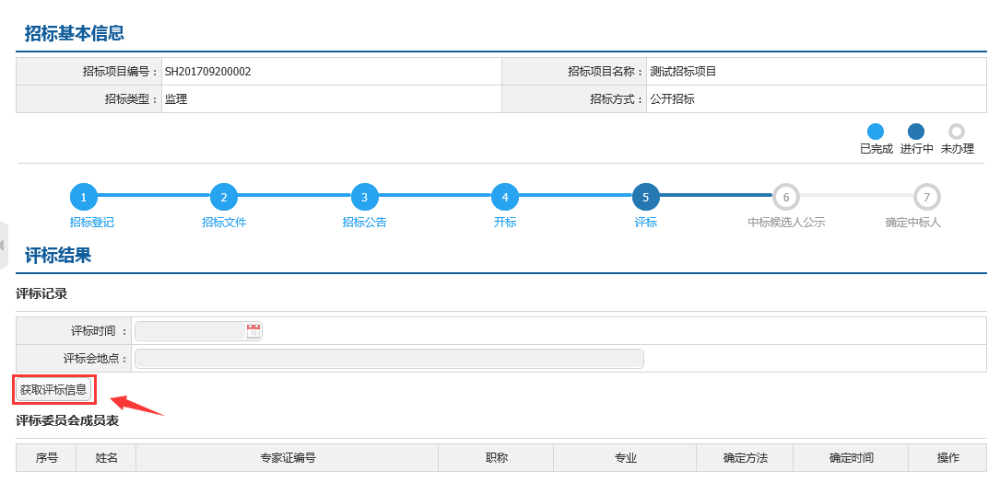 招标基本信息
招标项目编号： SH201709200002 招标项目名称： 测试招标项目
招标类型： 监理 招标方式： 公开招标
已完成 进行中 未办理
1 2 3 4 5 6 7
招标登记 招标文件 招标公告 开标 评标 中标候选人公示 确定中标人
评标结果
评标记录
评标时间 ：
评标会地点：
获取评标信息
评标委员会成员表
序号 姓名 专家证编号 职称 专业 确定方法 确定时间 操作